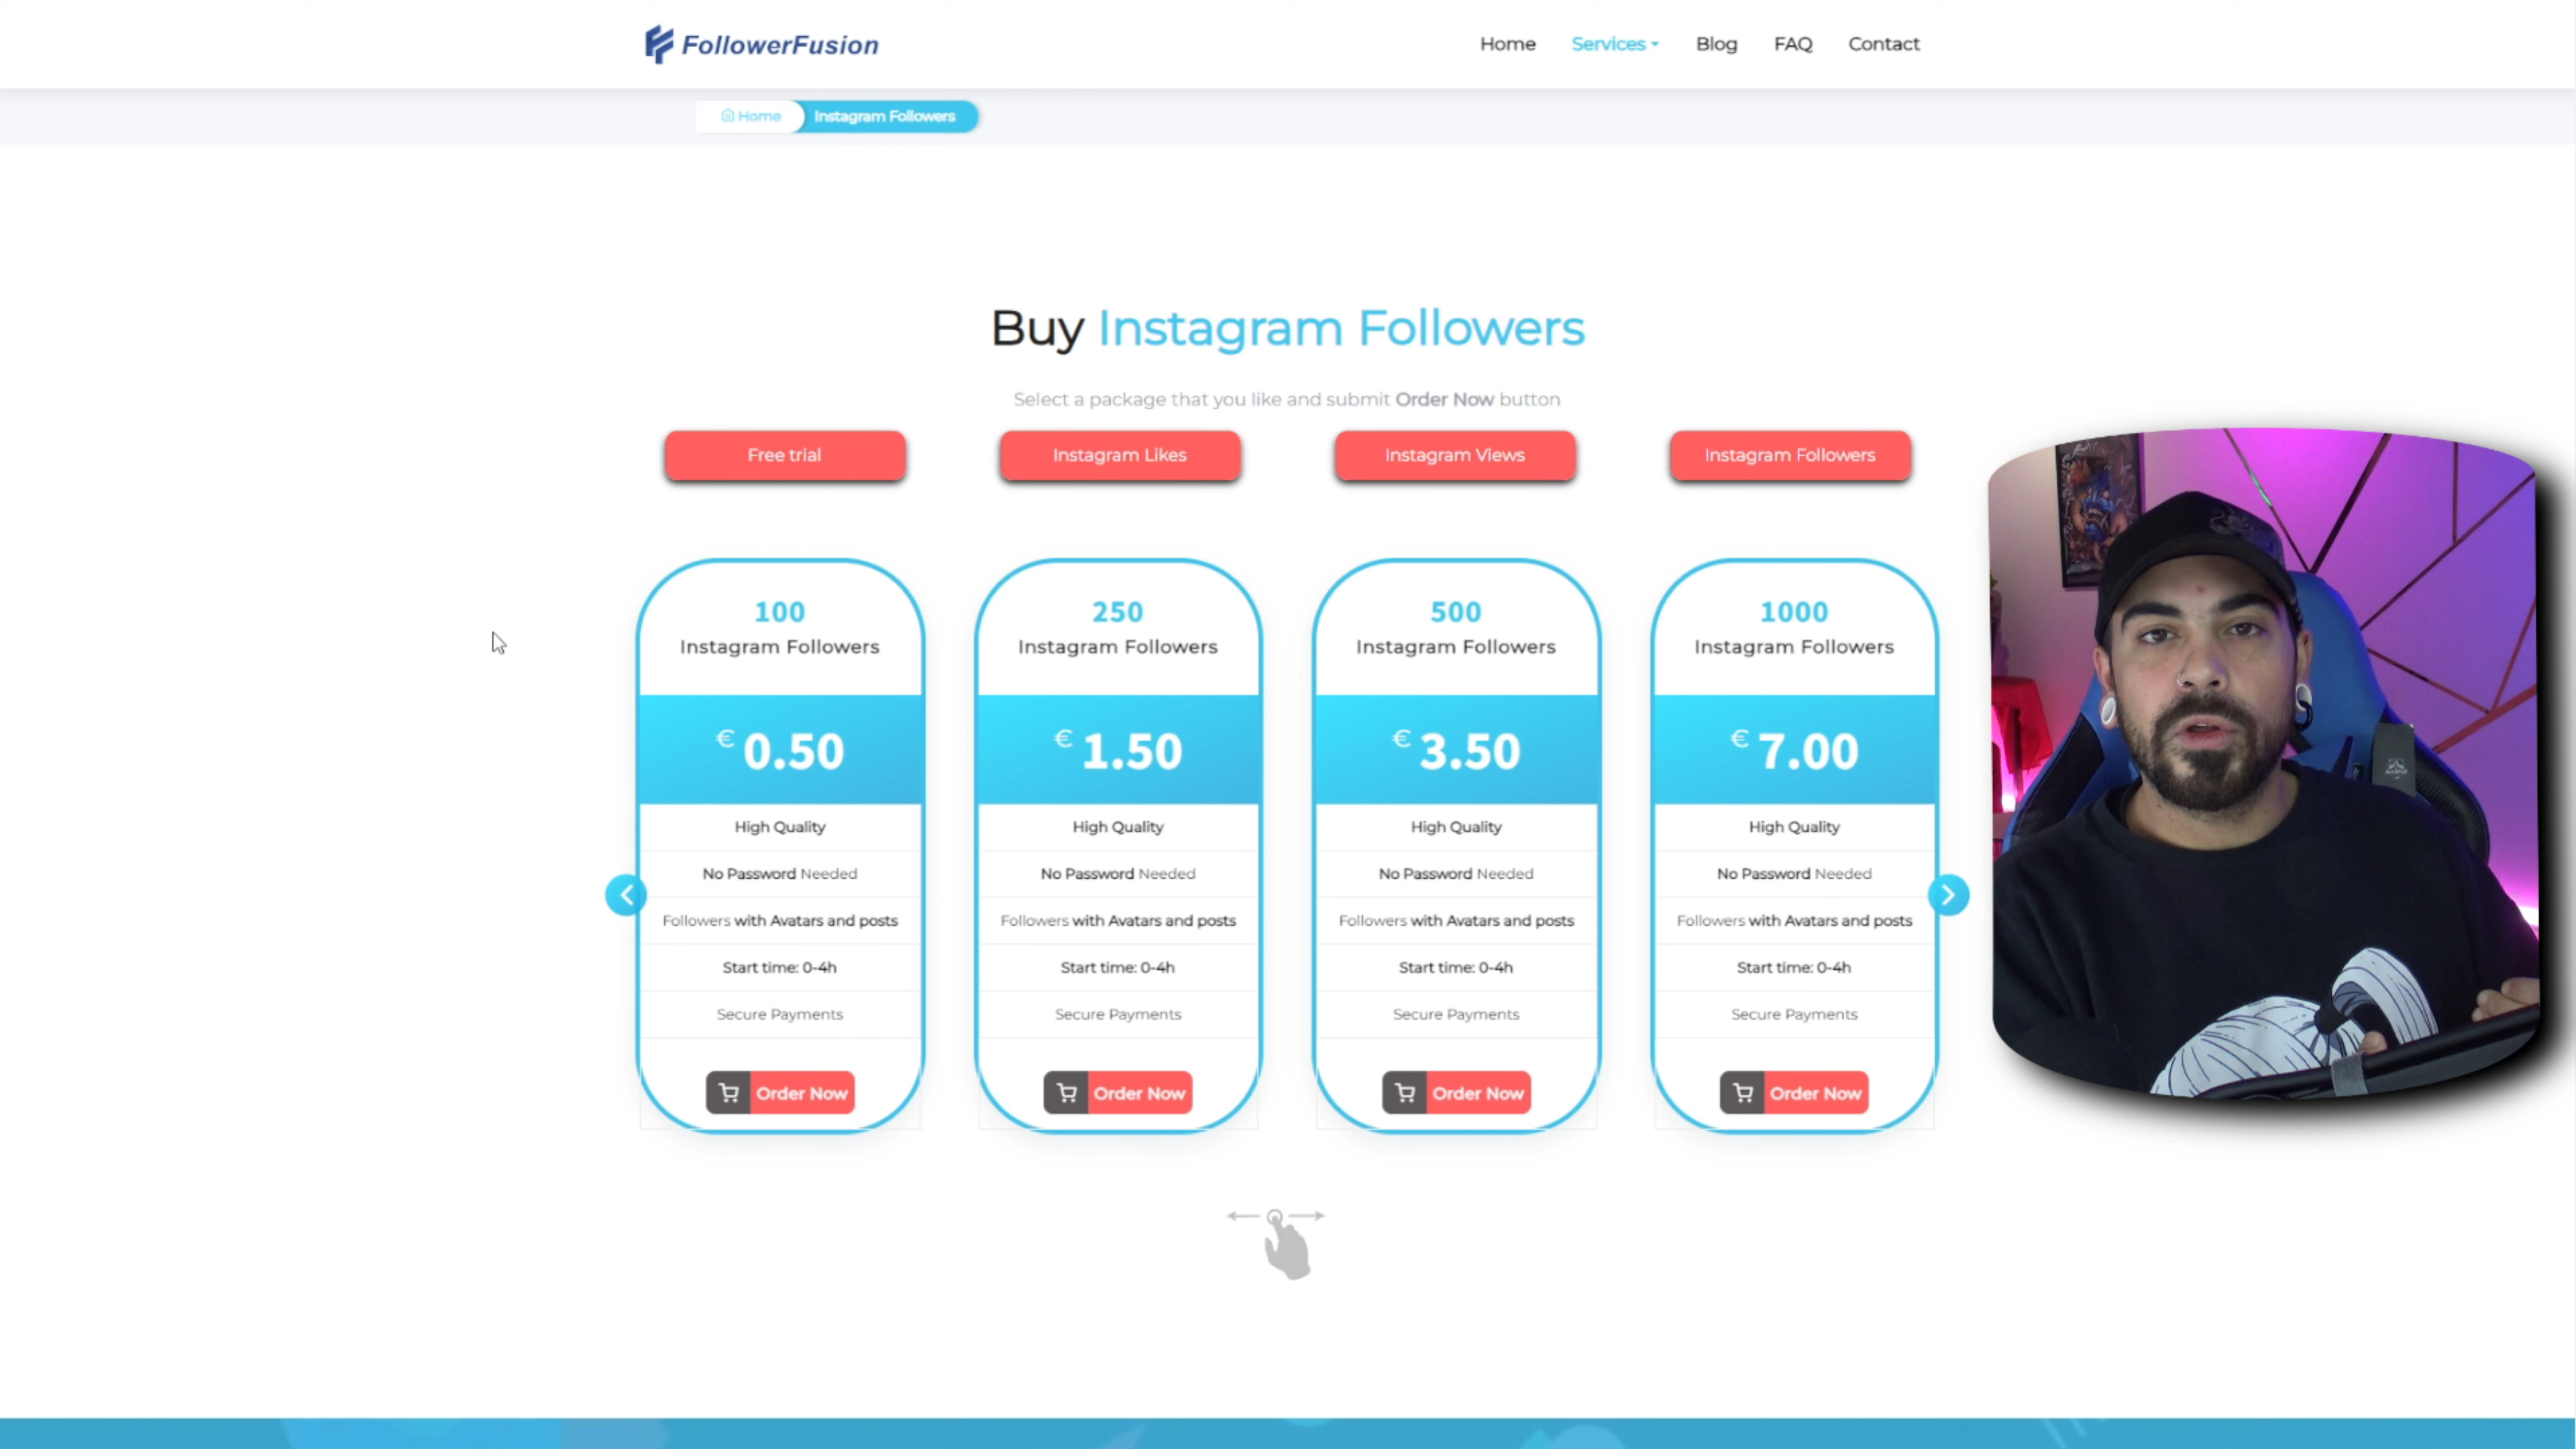 FollowerFusion
Home Services Blog FAQ Contact
Home Instagram Followers
Buy Instagram Followers
Select a package that you like and submit Order Now button
Free trial Instagram Likes Instagram Views Instagram Followers
100
Instagram Followers
€ 0.50
High Quality
No Password Needed
Followers with Avatars and posts
Start time: 0-4h
Secure Payments
Order Now
250
Instagram Followers
€ 1.50
High Quality
No Password Needed
Followers with Avatars and posts
Start time: 0-4h
Secure Payments
Order Now
500
Instagram Followers
€ 3.50
High Quality
No Password Needed
Followers with Avatars and posts
Start time: 0-4h
Secure Payments
Order Now
1000
Instagram Followers
€ 7.00
High Quality
No Password Needed
Followers with Avatars and posts
Start time: 0-4h
Secure Payments
Order Now